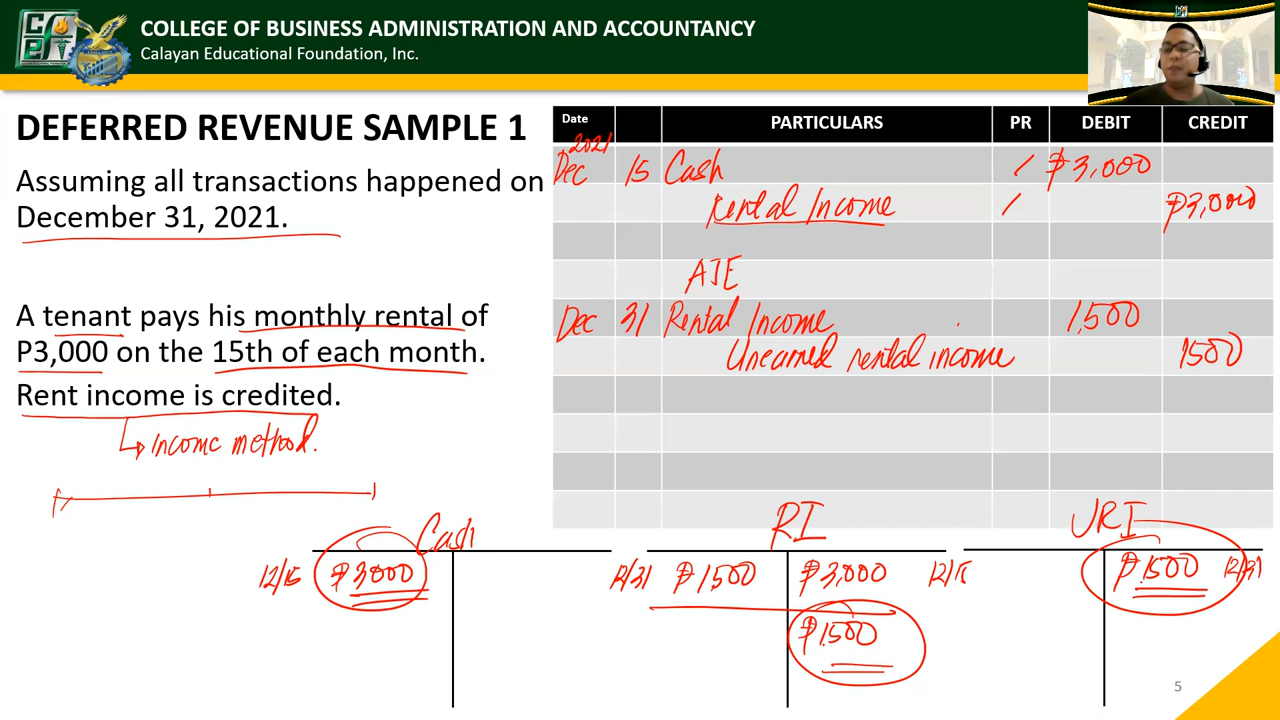 COLLEGE OF BUSINESS ADMINISTRATION AND ACCOUNTANCY
Calayan Educational Foundation, Inc.
DEFERRED REVENUE SAMPLE 1
Assuming all transactions happened on
December 31, 2021.
A tenant pays his monthly rental of
P3,000 on the 15th of each month.
Rent income is credited.
Income method.
Date PARTICULARS PR DEBIT CREDIT
2021
Dec 15 Cash / ₱3,000
Rental Income / ₱3,000
AJE
Dec 31 Rental Income 1,500
Unearned rental income 1500
Cash
12/15 ₱3,000
RI
12/31 ₱1500 ₱3,000 12/15
₱1,500
URI
₱1,500 12/31
5